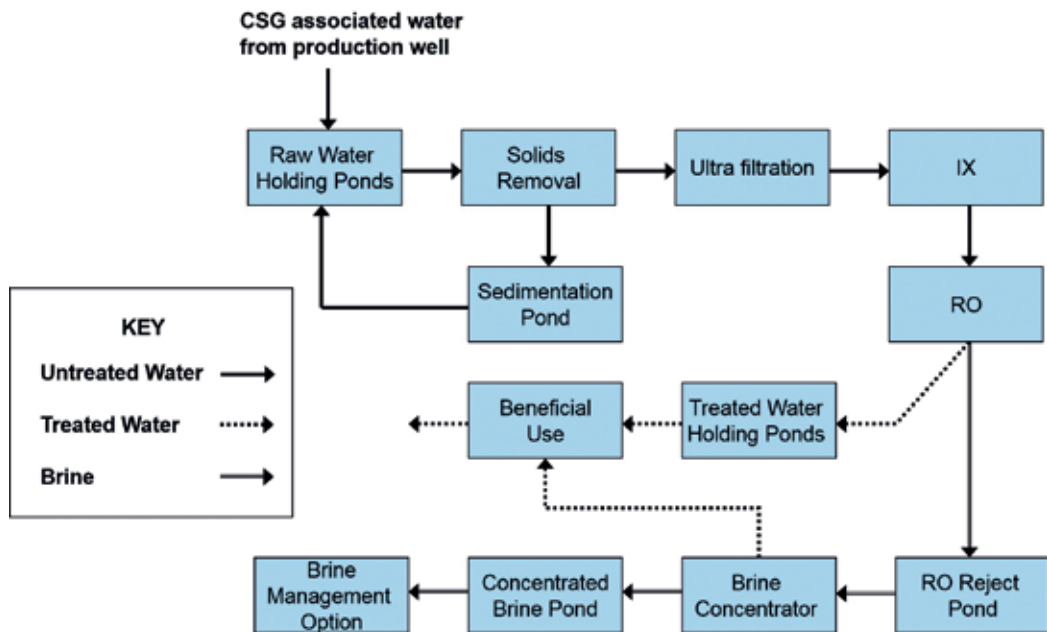 CSG associated water
from production well
Raw Water
Holding Ponds
Solids
Removal
Ultra filtration
IX
Sedimentation
Pond
RO
KEY
Untreated Water
Treated Water
Brine
Beneficial
Use
Treated Water
Holding Ponds
Brine
Management
Option
Concentrated
Brine Pond
Brine
Concentrator
RO Reject
Pond